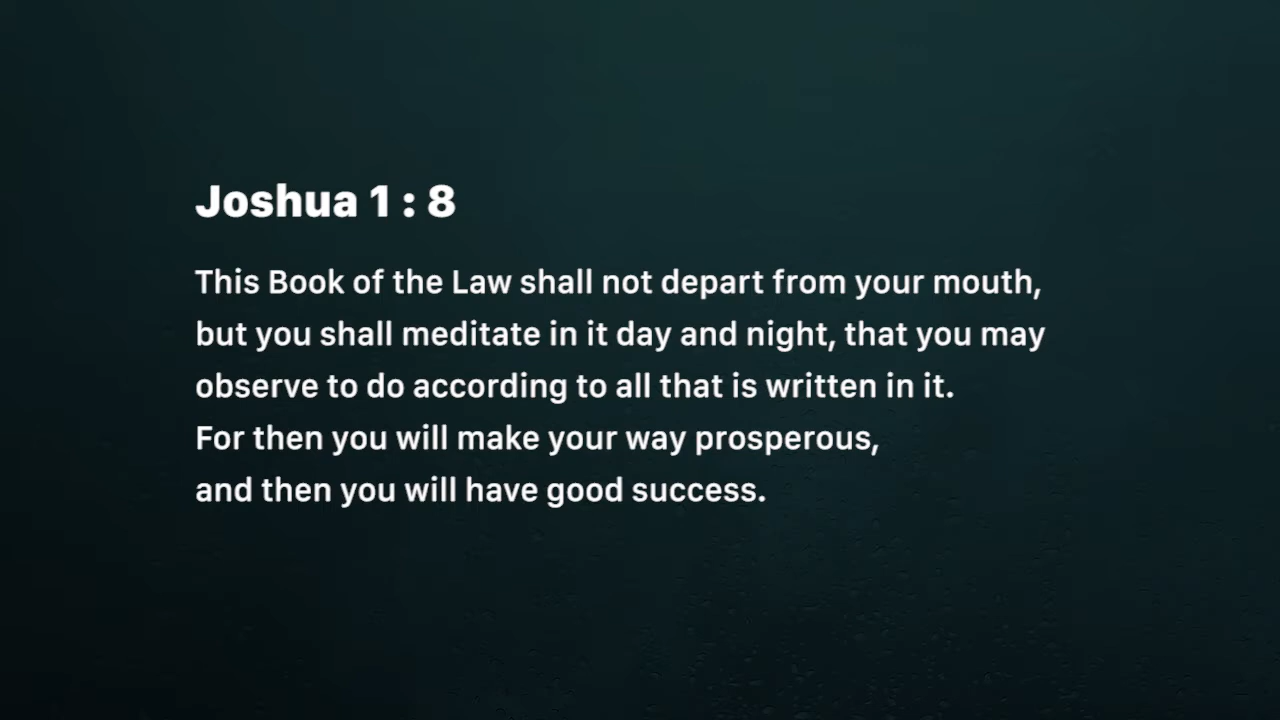 Joshua 1 : 8
This Book of the Law shall not depart from your mouth,
but you shall meditate in it day and night, that you may
observe to do according to all that is written in it.
For then you will make your way prosperous,
and then you will have good success.